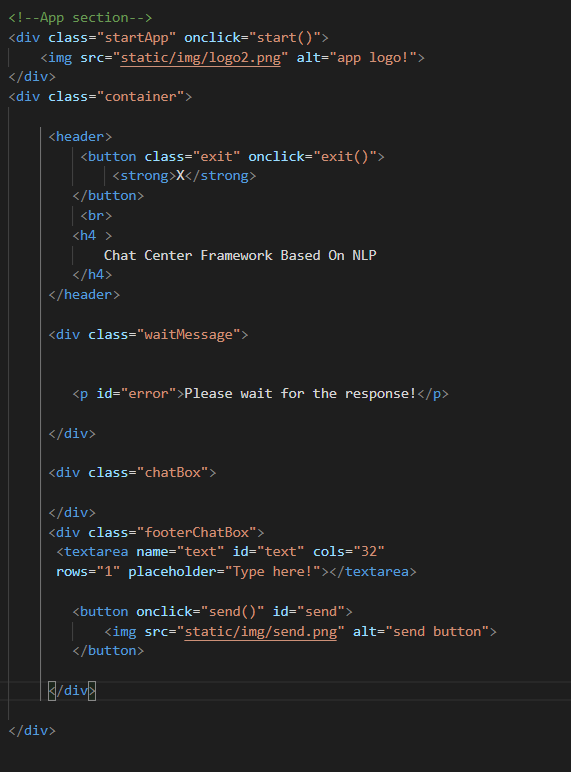 <!--App section-->
<div class="startApp" onclick="start()">
<img src="static/img/logo2.png" alt="app logo!">
</div>
<div class="container">
<header>
<button class="exit" onclick="exit()">
<strong>X</strong>
</button>
<br>
<h4 >
Chat Center Framework Based On NLP
</h4>
</header>
<div class="waitMessage">
<p id="error">Please wait for the response!</p>
</div>
<div class="chatBox">
</div>
<div class="footerChatBox">
<textarea name="text" id="text" cols="32"
rows="1" placeholder="Type here!"></textarea>
<button onclick="send()" id="send">
<img src="static/img/send.png" alt="send button">
</button>
</div>
</div>